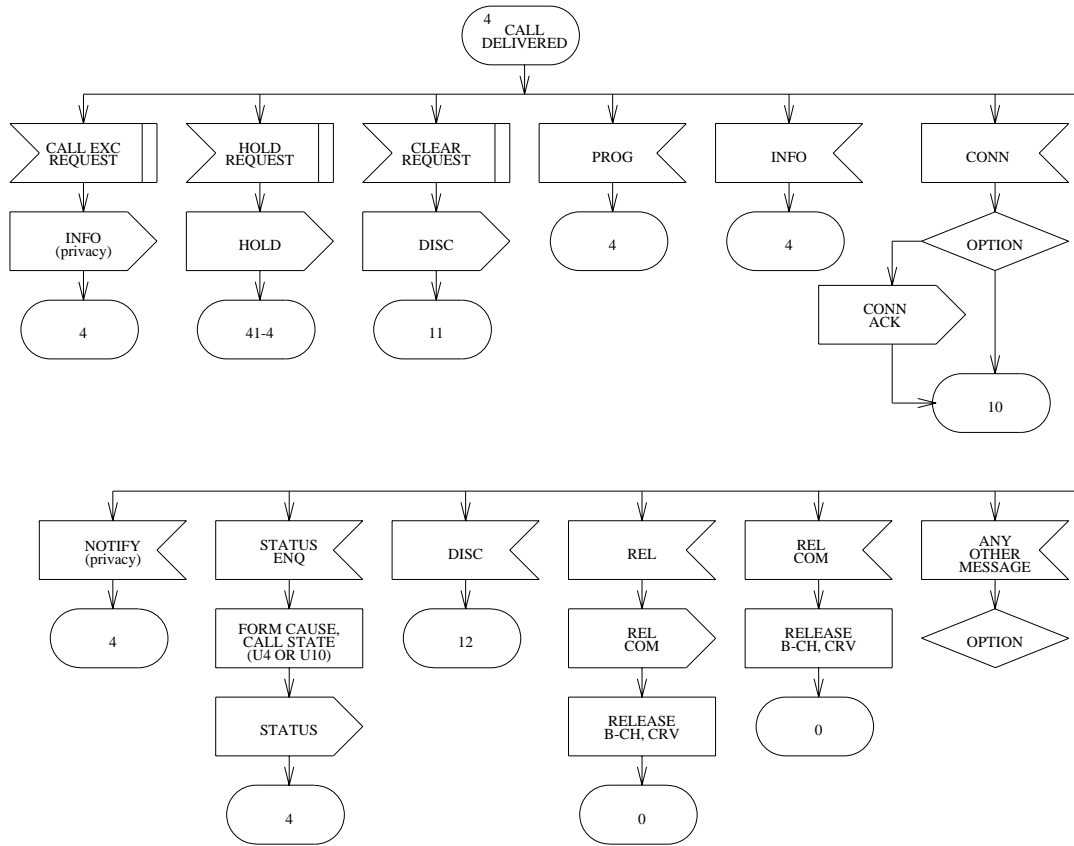 4
CALL
DELIVERED
CALL EXC
REQUEST
HOLD
REQUEST
CLEAR
REQUEST
PROG
INFO
CONN
INFO
(privacy)
HOLD
DISC
4
4
OPTION
4
41-4
11
CONN
ACK
10
NOTIFY
(privacy)
STATUS
ENQ
DISC
REL
REL
COM
ANY
OTHER
MESSAGE
4
FORM CAUSE,
CALL STATE
(U4 OR U10)
12
REL
COM
RELEASE
B-CH, CRV
OPTION
STATUS
RELEASE
B-CH, CRV
0
4
0